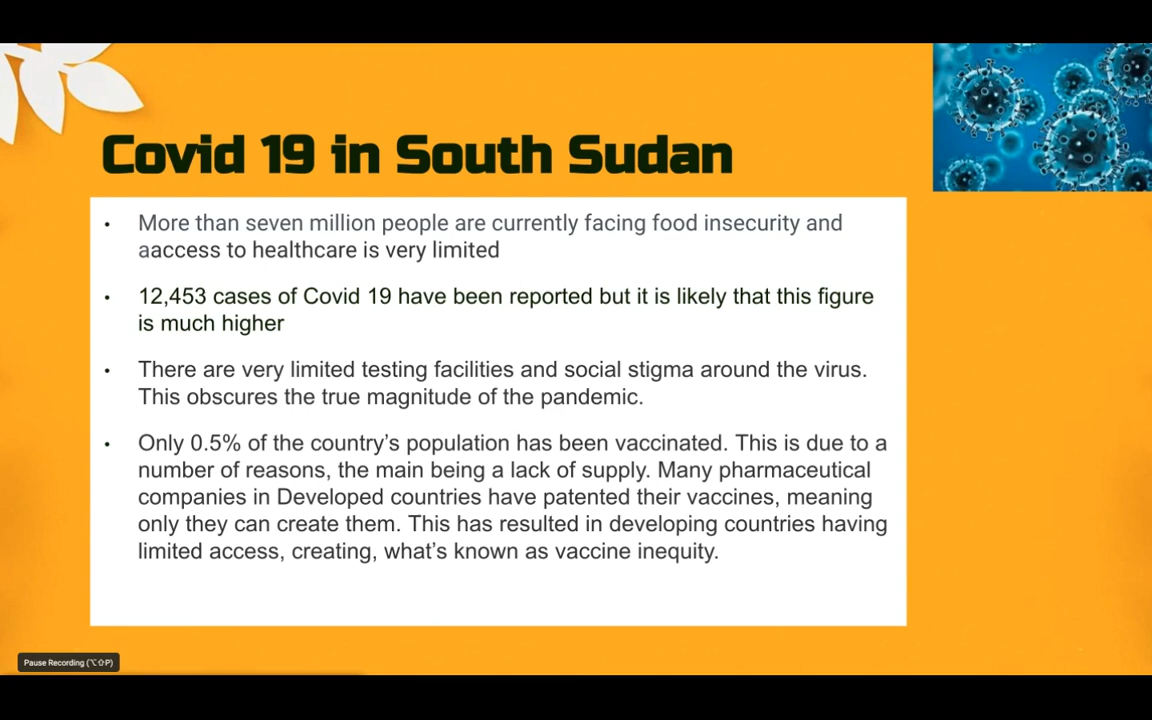 Covid 19 in South Sudan
• More than seven million people are currently facing food insecurity and
aaccess to healthcare is very limited
• 12,453 cases of Covid 19 have been reported but it is likely that this figure
is much higher
• There are very limited testing facilities and social stigma around the virus.
This obscures the true magnitude of the pandemic.
• Only 0.5% of the country’s population has been vaccinated. This is due to a
number of reasons, the main being a lack of supply. Many pharmaceutical
companies in Developed countries have patented their vaccines, meaning
only they can create them. This has resulted in developing countries having
limited access, creating, what’s known as vaccine inequity.
Pause Recording (⌥⇧P)